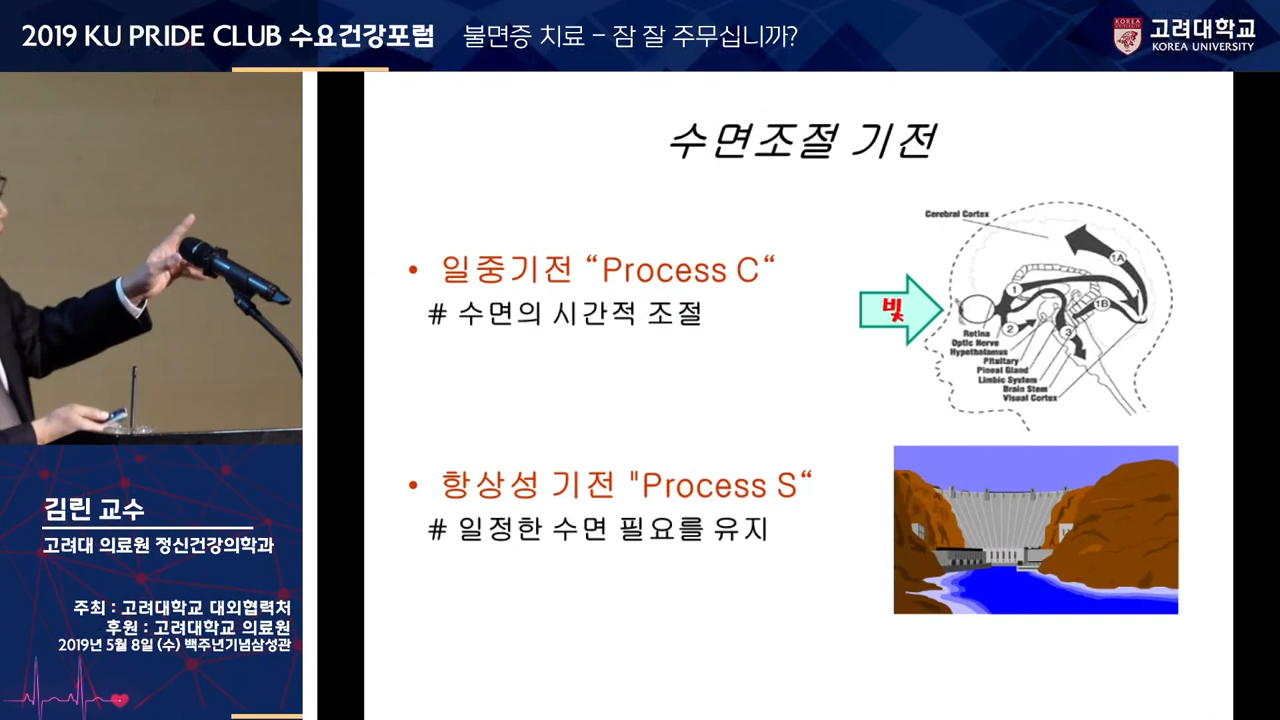 2019 KU PRIDE CLUB 수요건강포럼 불면증 치료 – 잠 잘 주무십니까?
KOREA
UNIVERSITY
고려대학교
KOREA UNIVERSITY
수면조절 기전
• 일중기전 “Process C“
# 수면의 시간적 조절
빛
Cerebral Cortex
1A
1
1B
2
3
Retina
Optic Nerve
Hypothalamus
Pituitary
Pineal Gland
Limbic System
Brain Stem
Visual Cortex
• 항상성 기전 "Process S“
# 일정한 수면 필요를 유지
김린 교수
고려대 의료원 정신건강의학과
주최 : 고려대학교 대외협력처
후원 : 고려대학교 의료원
2019년 5월 8일 (수) 백주년기념삼성관